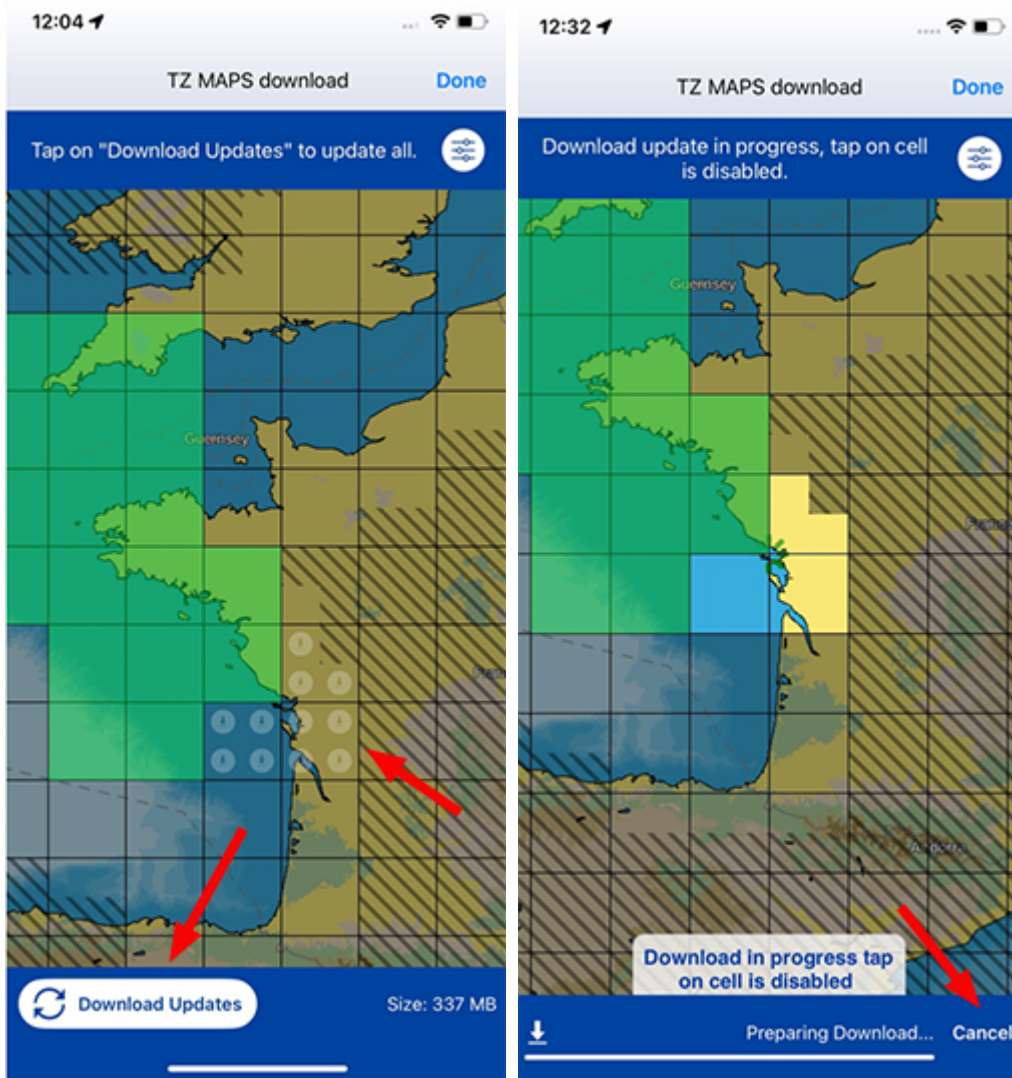 12:04
TZ MAPS download
Done
Tap on "Download Updates" to update all.
Guernsey
Download Updates
Size: 337 MB
12:32
TZ MAPS download
Done
Download update in progress, tap on cell
is disabled.
Guernsey
Andorra
Download in progress tap
on cell is disabled
Preparing Download...
Cancel